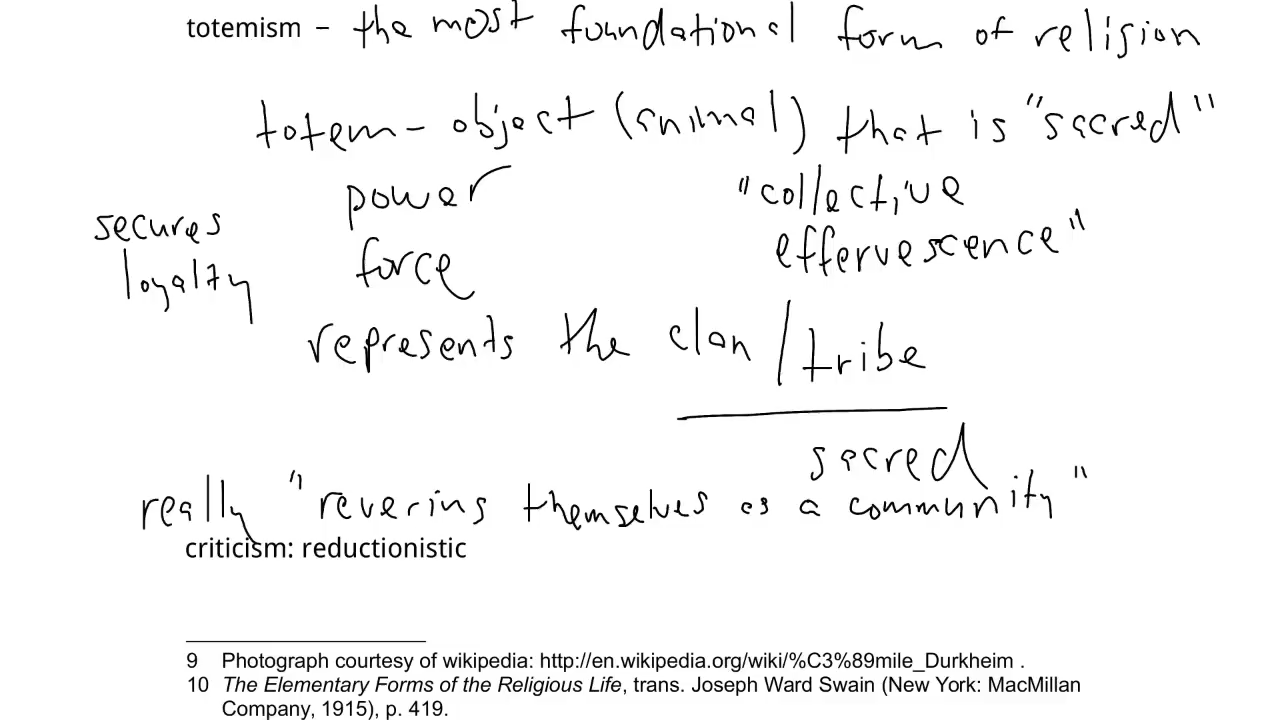 totemism – the most foundational form of religion
totem – object (animal) that is "sacred"
power
"collective
secures
force
effervescence"
loyalty
represents the clan / tribe
sacred
really "revering themselves as a community"
criticism: reductionistic
9 Photograph courtesy of wikipedia: http://en.wikipedia.org/wiki/%C3%89mile_Durkheim .
10 The Elementary Forms of the Religious Life, trans. Joseph Ward Swain (New York: MacMillan
Company, 1915), p. 419.